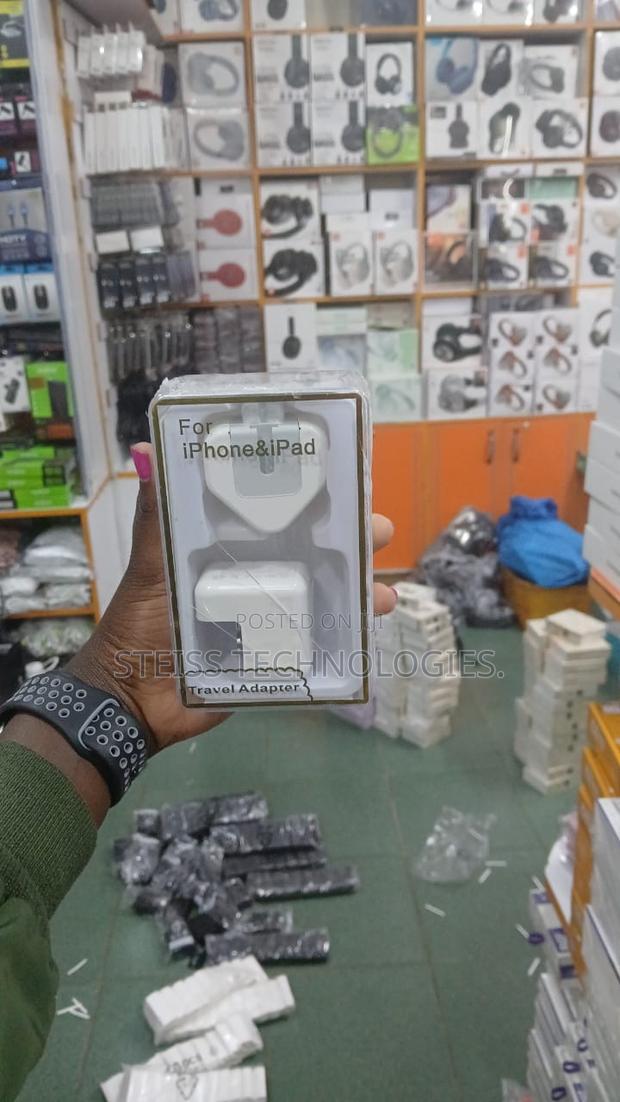 For
iPhone&iPad
POSTED ON JIJI
STEISS TECHNOLOGIES.
Travel Adapter